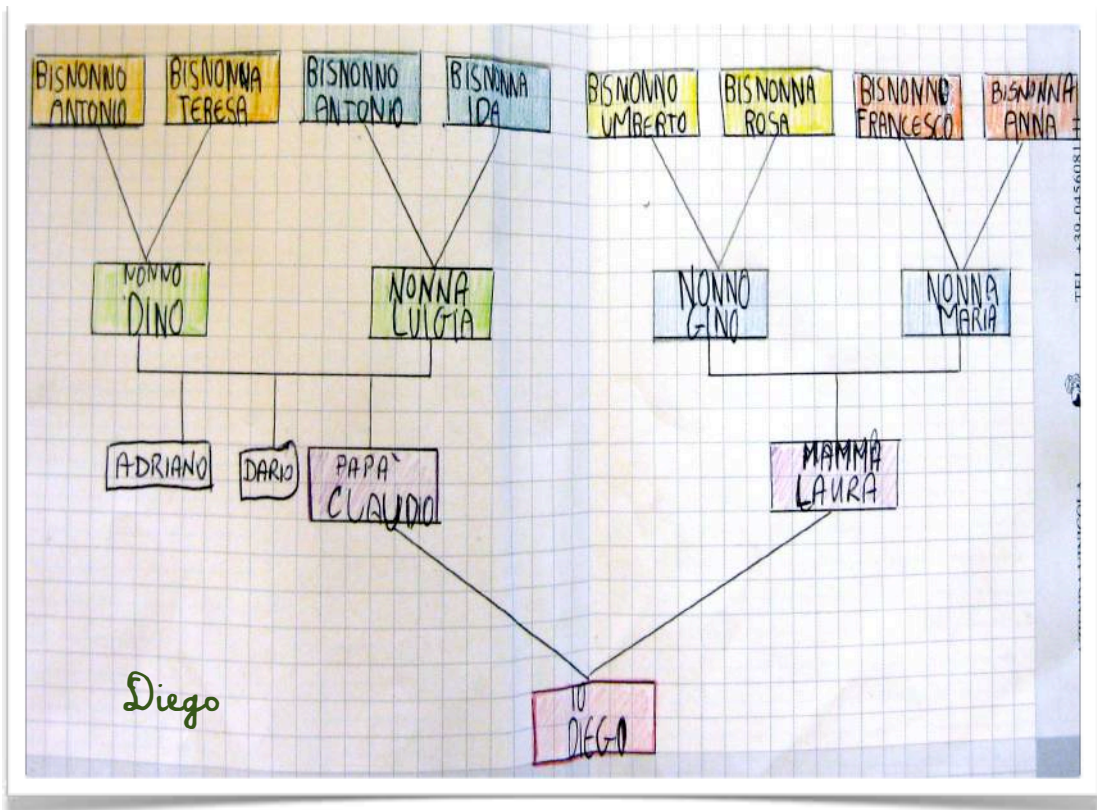 BISNONNO
ANTONIO
BISNONNA
TERESA
BISNONNO
ANTONIO
BISNONNA
IDA
BISNONNO
UMBERTO
BISNONNA
ROSA
BISNONNO
FRANCESCO
BISNONNA
ANNA
NONNO
DINO
NONNA
LUIGIA
NONNO
GINO
NONNA
MARIA
ADRIANO
DARIO
PAPA'
CLAUDIO
MAMMA
LAURA
IO
DIEGO
Diego